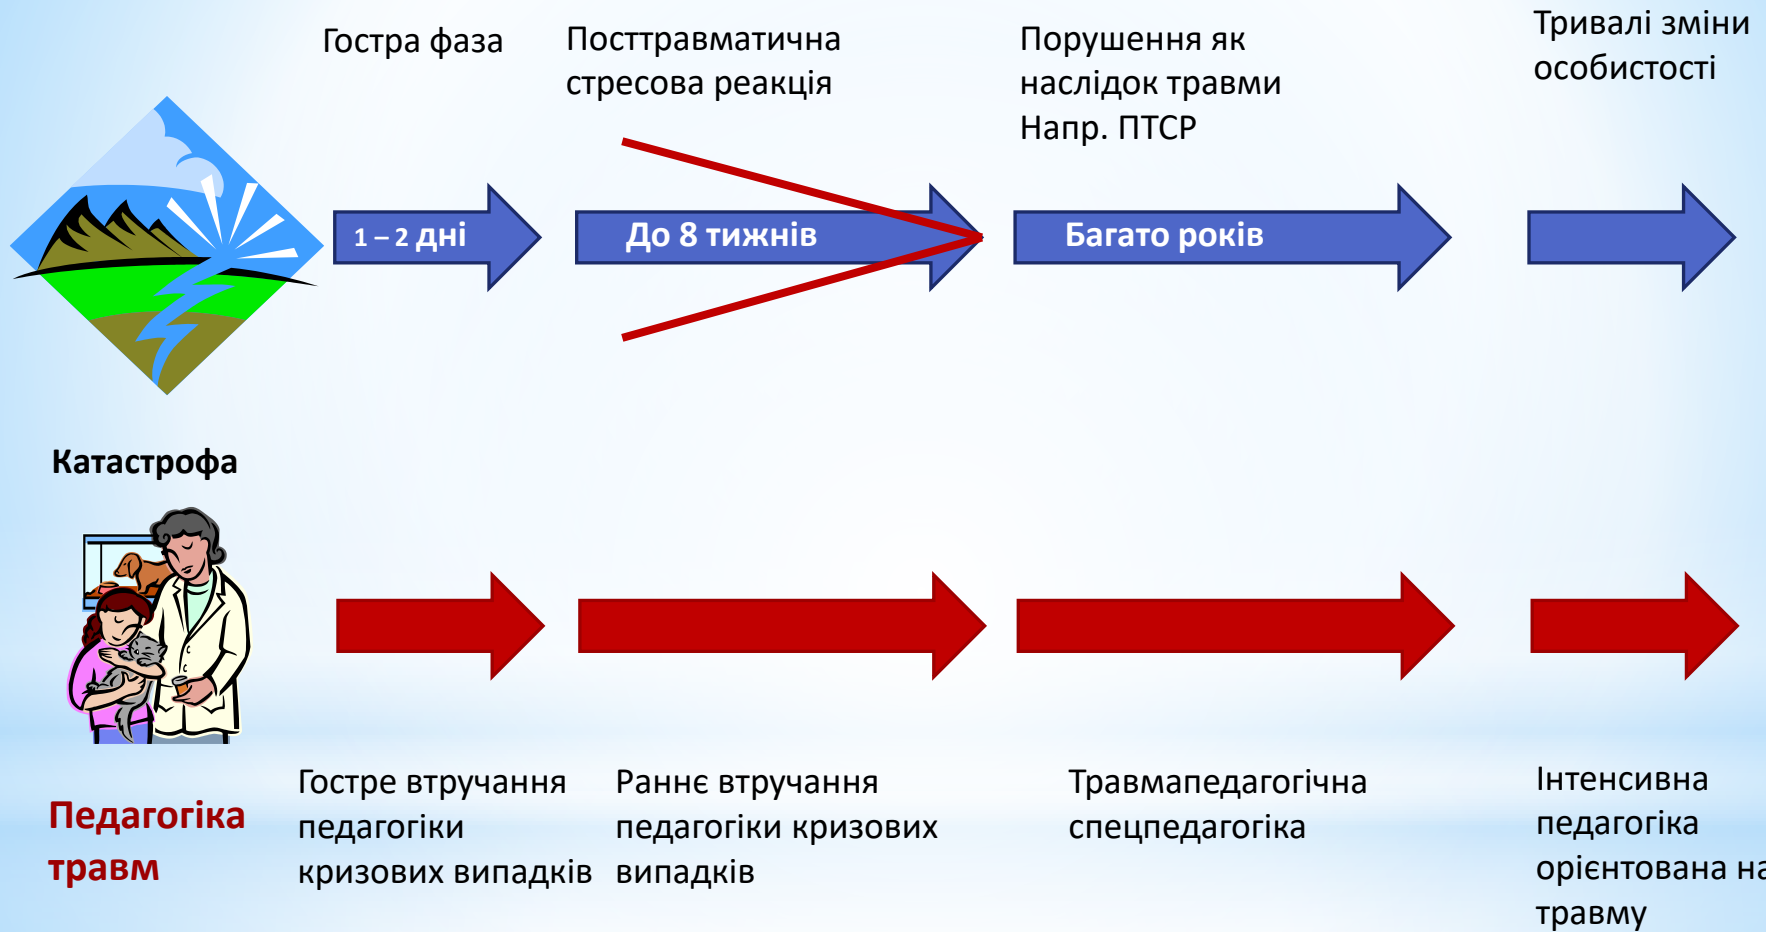 Гостра фаза
Посттравматична
стресова реакція
Порушення як
наслідок травми
Напр. ПТСР
Тривалі зміни
особистості
1 – 2 дні
До 8 тижнів
Багато років
Катастрофа
Педагогіка
травм
Гостре втручання
педагогіки
кризових випадків
Раннє втручання
педагогіки кризових
випадків
Травмапедагогічна
спецпедагогіка
Інтенсивна
педагогіка
орієнтована на
травму